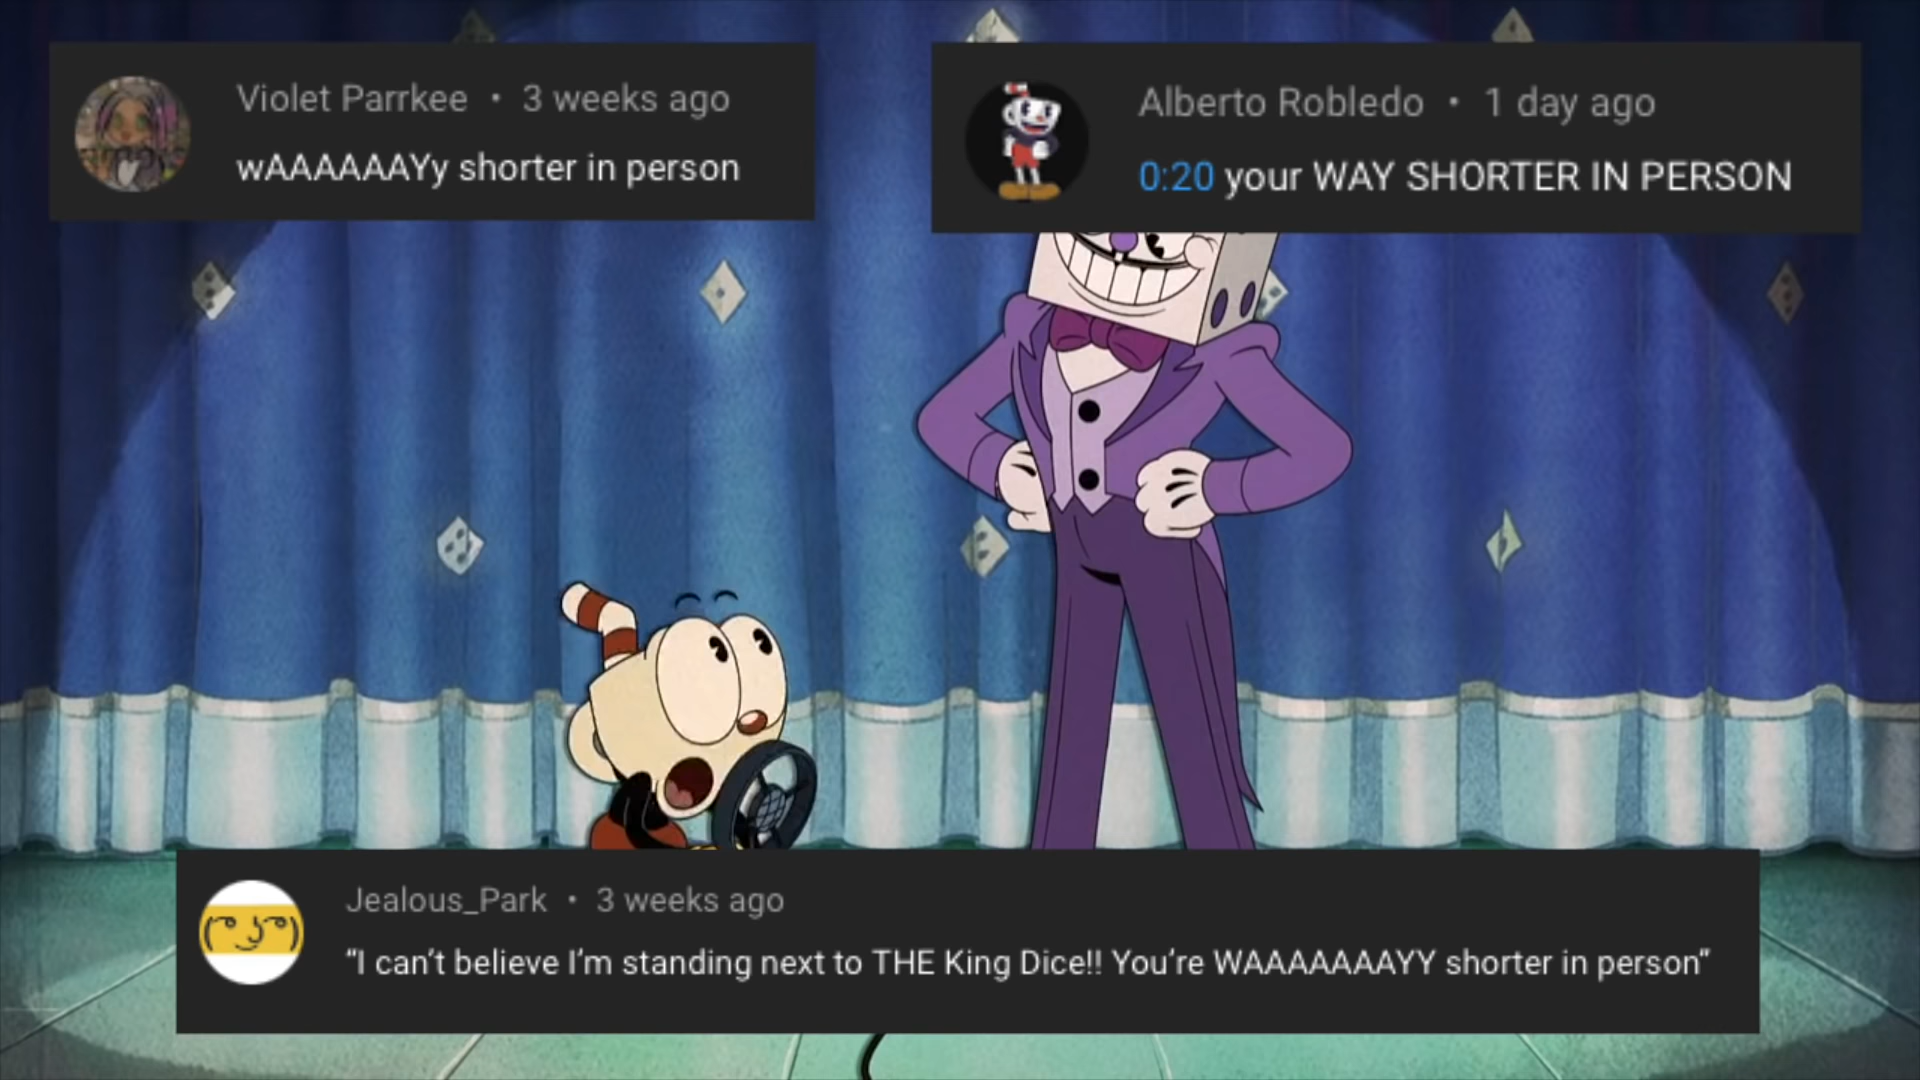 Violet Parrkee • 3 weeks ago
wAAAAAAYy shorter in person
Alberto Robledo • 1 day ago
0:20 your WAY SHORTER IN PERSON
Jealous_Park • 3 weeks ago
“I can’t believe I’m standing next to THE King Dice!! You’re WAAAAAAAYY shorter in person”